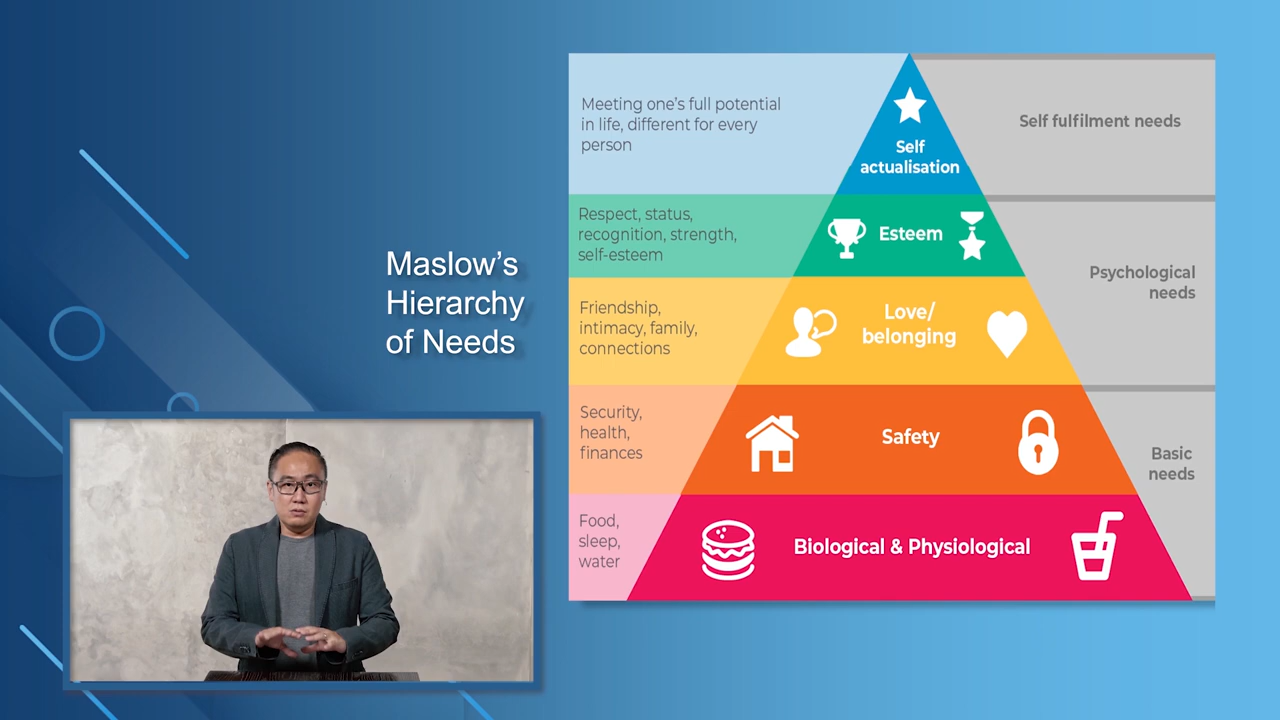 Maslow’s
Hierarchy
of Needs
Meeting one’s full potential
in life, different for every
person
Self
actualisation
Self fulfilment needs
Respect, status,
recognition, strength,
self-esteem
Esteem
Psychological
needs
Friendship,
intimacy, family,
connections
Love/
belonging
Security,
health,
finances
Safety
Basic
needs
Food,
sleep,
water
Biological & Physiological